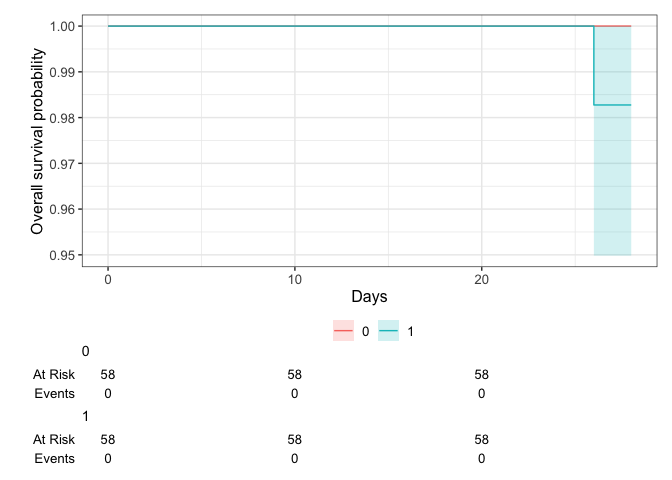 1.00
0.99
0.98
0.97
0.96
0.95
Overall survival probability
0 10 20
Days
0 1
0
At Risk 58 58 58
Events 0 0 0
1
At Risk 58 58 58
Events 0 0 0